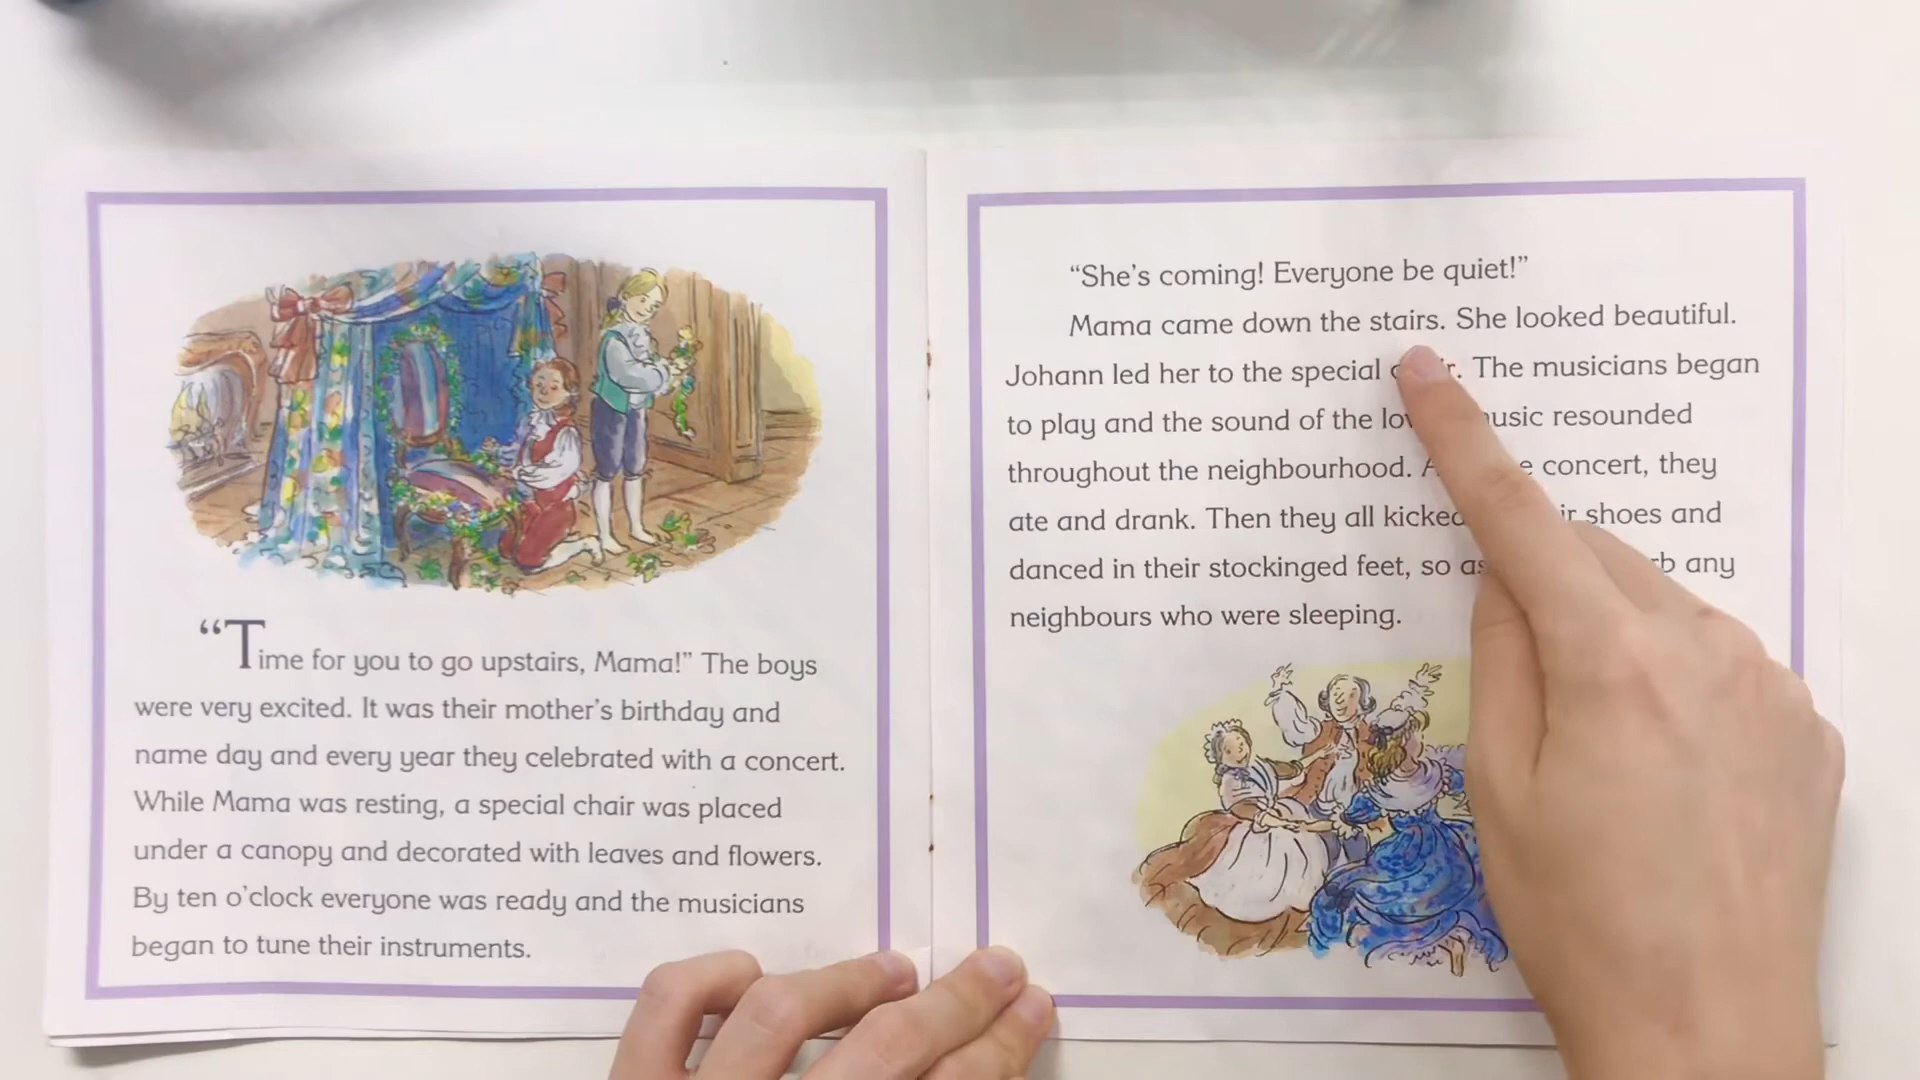 “Time for you to go upstairs, Mama!” The boys
were very excited. It was their mother’s birthday and
name day and every year they celebrated with a concert.
While Mama was resting, a special chair was placed
under a canopy and decorated with leaves and flowers.
By ten o’clock everyone was ready and the musicians
began to tune their instruments.
“She’s coming! Everyone be quiet!”
Mama came down the stairs. She looked beautiful.
Johann led her to the special The musicians began
to play and the sound of the music resounded
throughout the neighbourhood. concert, they
ate and drank. Then they all kicked shoes and
danced in their stockinged feet, so as any
neighbours who were sleeping.